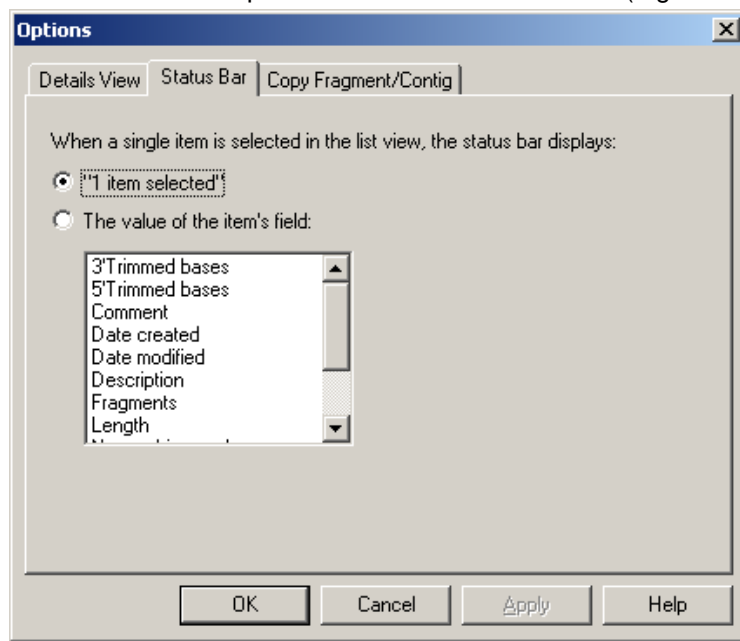 Options
Details View Status Bar Copy Fragment/Contig
When a single item is selected in the list view, the status bar displays:
"1 item selected"
The value of the item's field:
3'Trimmed bases
5'Trimmed bases
Comment
Date created
Date modified
Description
Fragments
Length
OK Cancel Apply Help